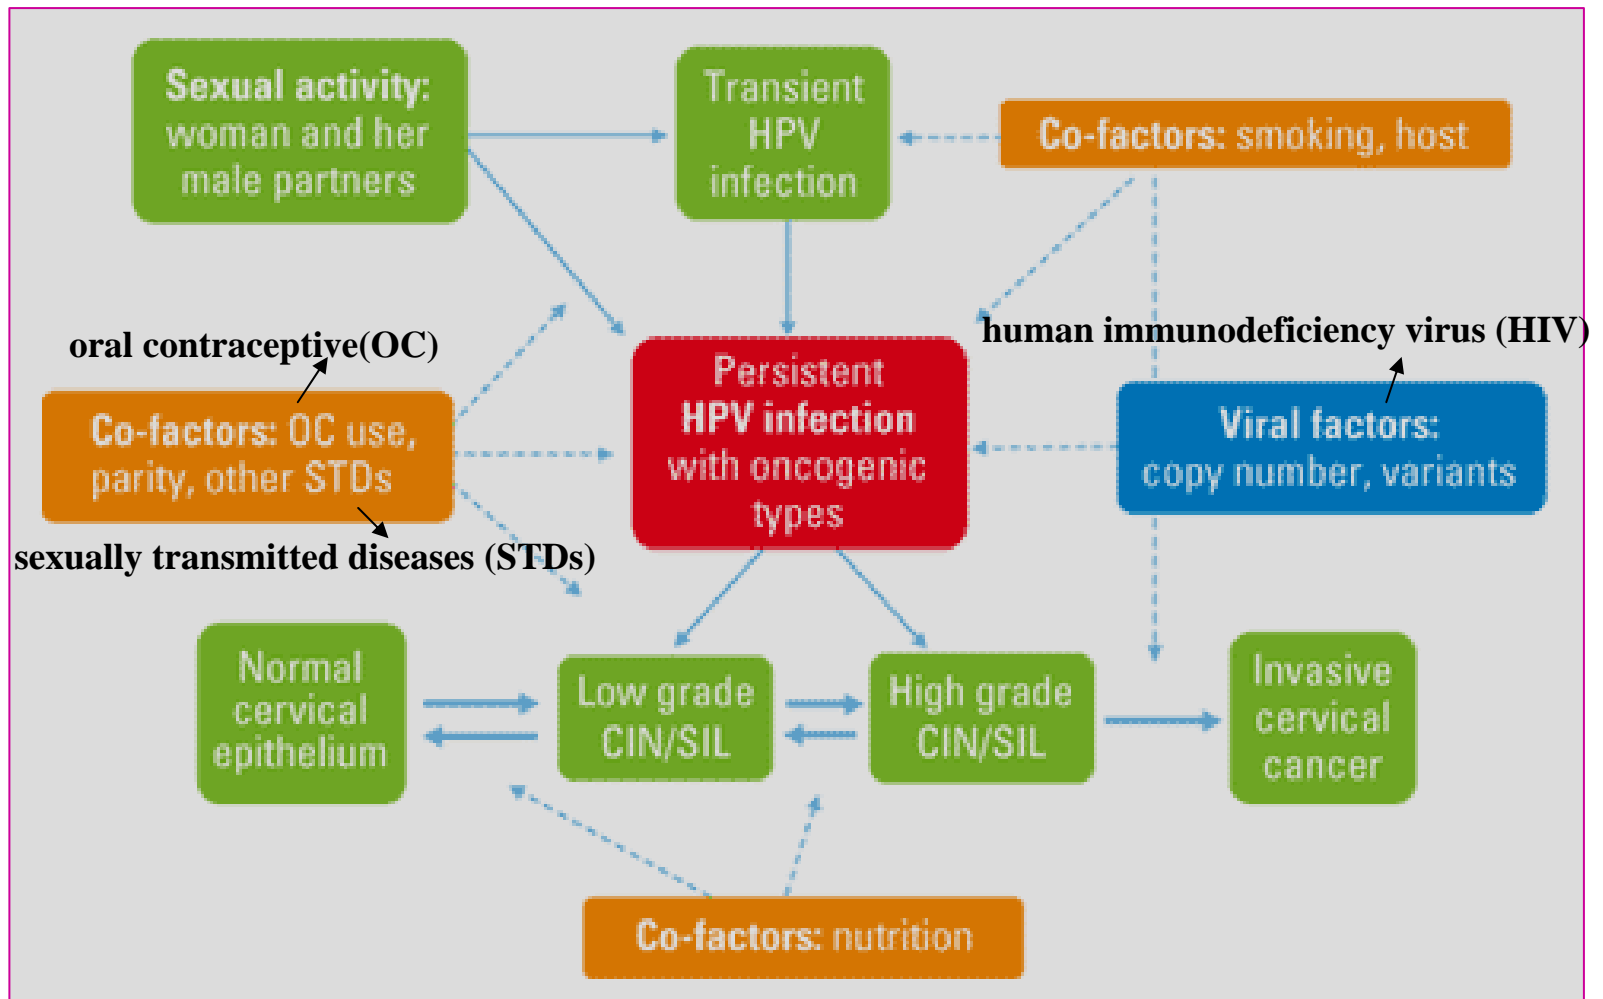 Sexual activity:
woman and her
male partners
Transient
HPV
infection
Co-factors: smoking, host
oral contraceptive(OC)
human immunodeficiency virus (HIV)
Co-factors: OC use,
parity, other STDs
Persistent
HPV infection
with oncogenic
types
Viral factors:
copy number, variants
sexually transmitted diseases (STDs)
Normal
cervical
epithelium
Low grade
CIN/SIL
High grade
CIN/SIL
Invasive
cervical
cancer
Co-factors: nutrition